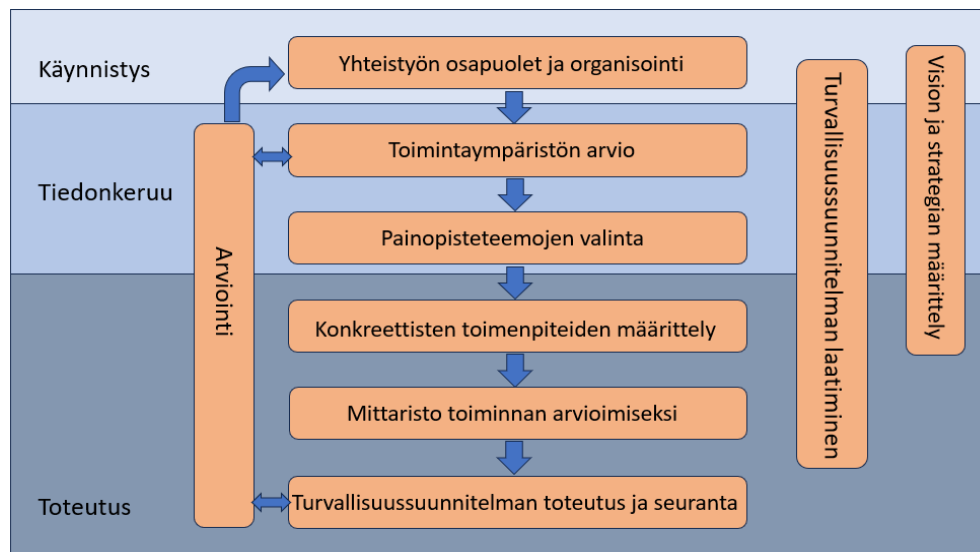 Käynnistys
Yhteistyön osapuolet ja organisointi
Tiedonkeruu
Toimintaympäristön arvio
Painopisteteemojen valinta
Arviointi
Konkreettisten toimenpiteiden määrittely
Mittaristo toiminnan arvioimiseksi
Toteutus
Turvallisuussuunnitelman toteutus ja seuranta
Turvallisuussuunnitelman laatiminen
Vision ja strategian määrittely